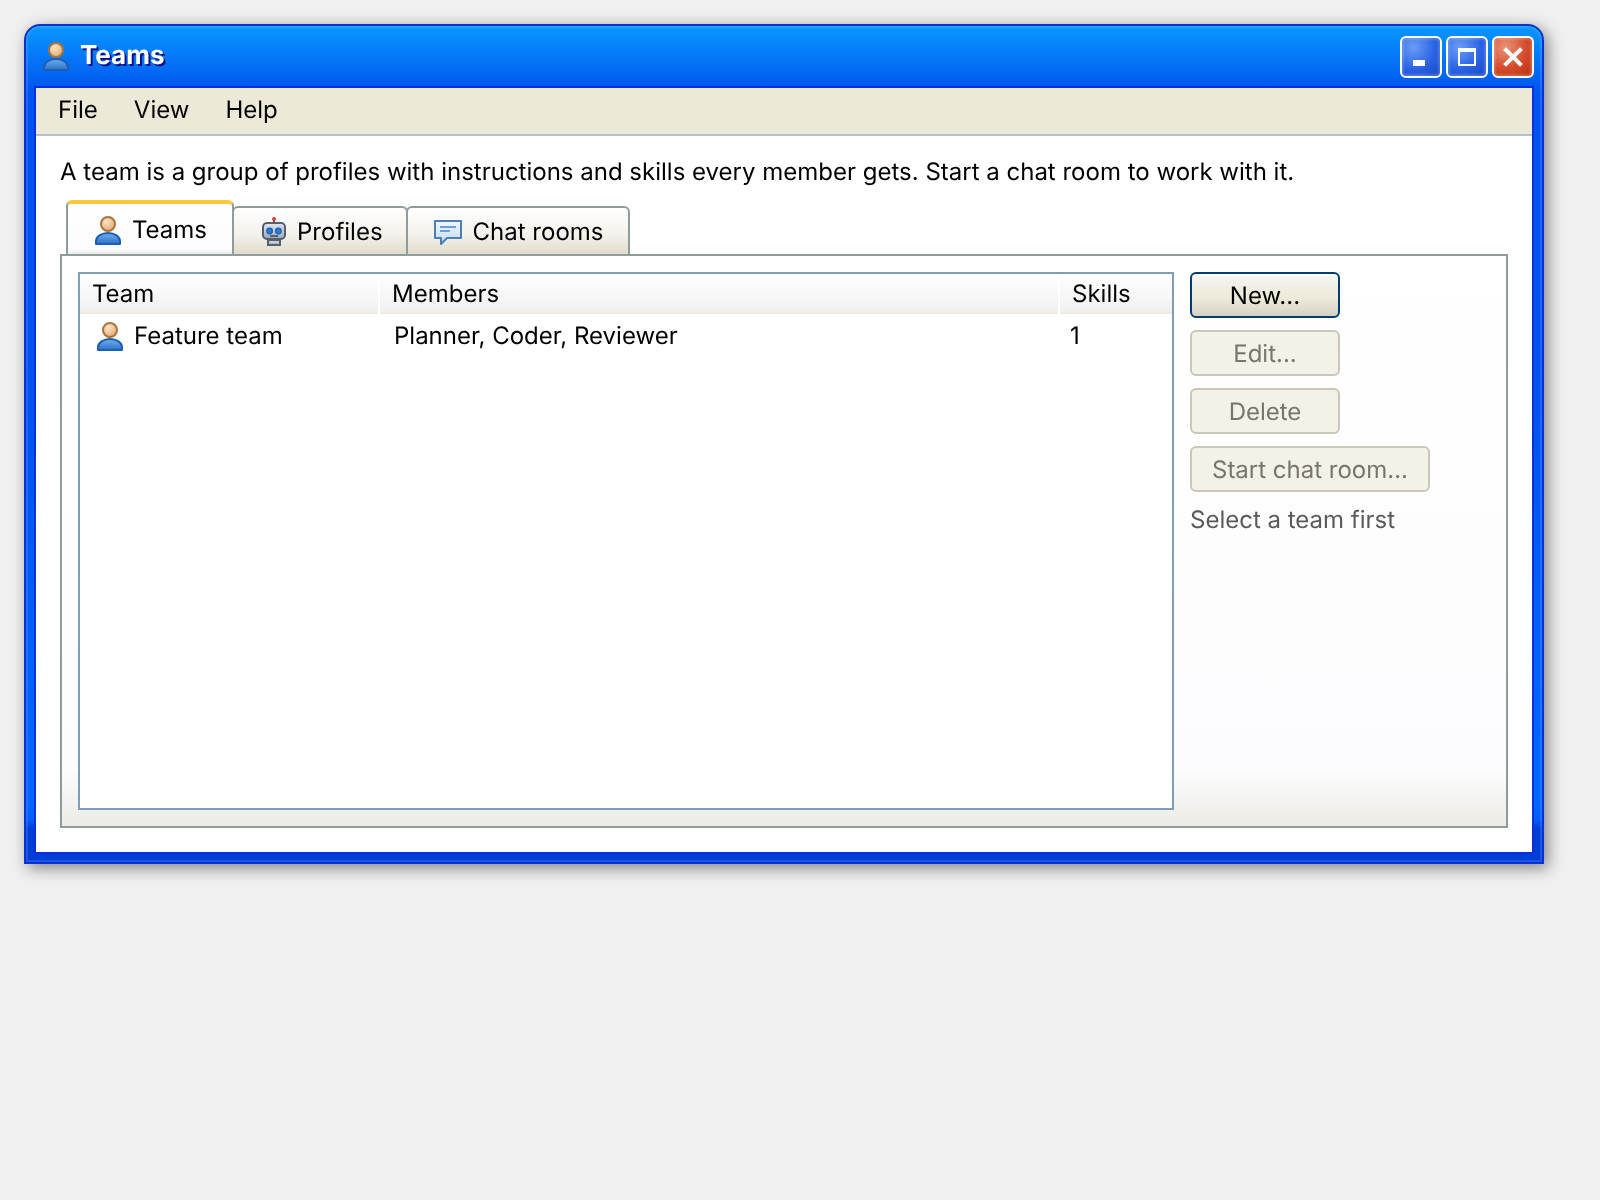 Teams
File View Help
A team is a group of profiles with instructions and skills every member gets. Start a chat room to work with it.
Teams Profiles Chat rooms
Team Members Skills
Feature team Planner, Coder, Reviewer 1
New...
Edit...
Delete
Start chat room...
Select a team first